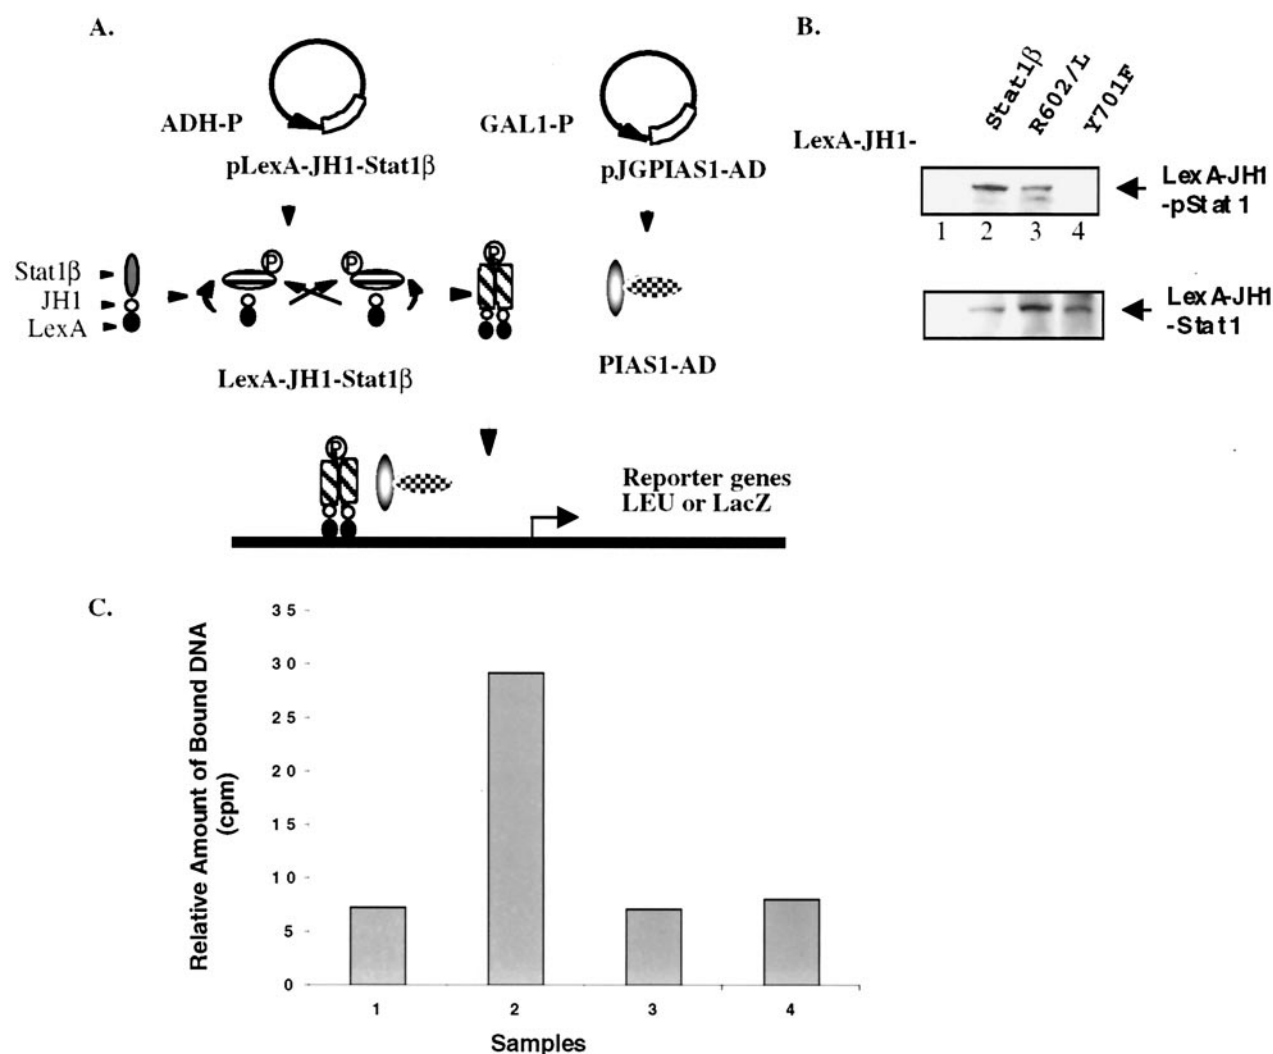 A.
ADH-P
pLexA-JH1-Stat1β
GAL1-P
pJGPIAS1-AD
Stat1β
JH1
LexA
P
P
P
LexA-JH1-Stat1β
PIAS1-AD
P
Reporter genes
LEU or LacZ
B.
Stat1β
R602/L
Y701F
LexA-JH1-
LexA-JH1
-pStat 1
1 2 3 4
LexA-JH1
-Stat1
C.
Relative Amount of Bound DNA
(cpm)
35
30
25
20
15
10
5
0
1 2 3 4
Samples